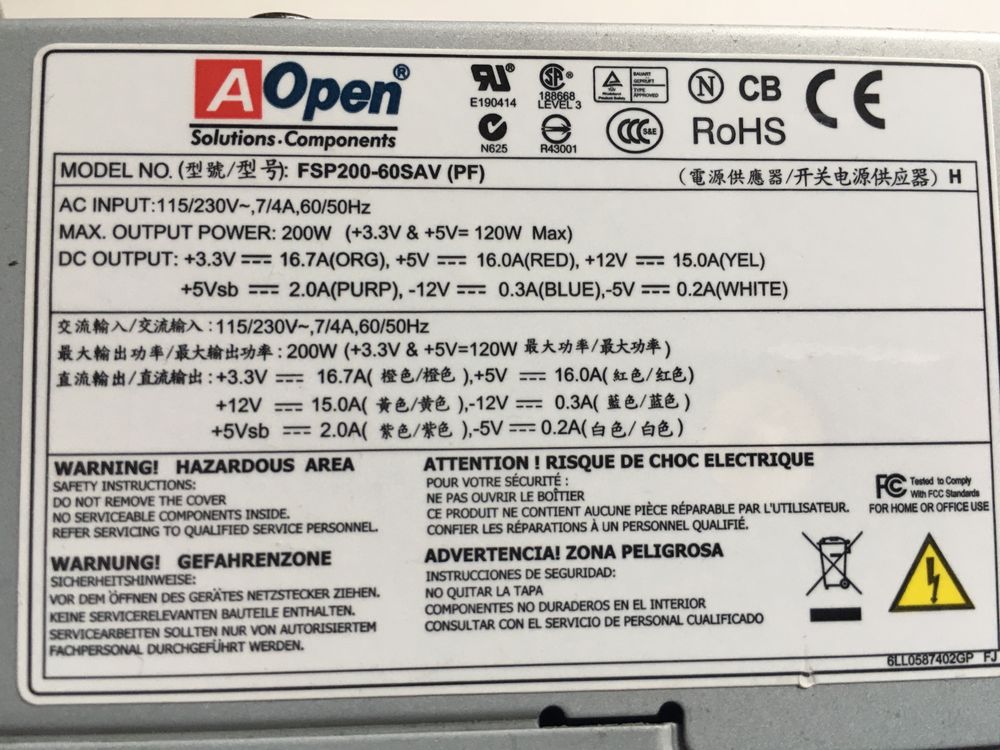 AOpen®
Solutions·Components
E190414
188668
LEVEL 3
BAUART
GEPRÜFT
TYPE
APPROVED
N CB CE
N625
R43001
S&E
RoHS
MODEL NO. (型號/型号): FSP200-60SAV (PF) (電源供應器/开关电源供应器) H
AC INPUT:115/230V~,7/4A,60/50Hz
MAX. OUTPUT POWER: 200W (+3.3V & +5V= 120W Max)
DC OUTPUT: +3.3V ⎓ 16.7A(ORG), +5V ⎓ 16.0A(RED), +12V ⎓ 15.0A(YEL)
+5Vsb ⎓ 2.0A(PURP), -12V ⎓ 0.3A(BLUE),-5V ⎓ 0.2A(WHITE)
交流輸入/交流输入:115/230V~,7/4A,60/50Hz
最大輸出功率/最大输出功率:200W (+3.3V & +5V=120W 最大功率/最大功率)
直流輸出/直流输出:+3.3V ⎓ 16.7A( 橙色/橙色 ),+5V ⎓ 16.0A( 紅色/红色)
+12V ⎓ 15.0A( 黃色/黄色 ),-12V ⎓ 0.3A( 藍色/蓝色 )
+5Vsb ⎓ 2.0A( 紫色/紫色 ),-5V ⎓ 0.2A(白色/白色)
WARNING! HAZARDOUS AREA
SAFETY INSTRUCTIONS:
DO NOT REMOVE THE COVER
NO SERVICEABLE COMPONENTS INSIDE.
REFER SERVICING TO QUALIFIED SERVICE PERSONNEL.
WARNUNG! GEFAHRENZONE
SICHERHEITSHINWEISE:
VOR DEM ÖFFNEN DES GERÄTES NETZSTECKER ZIEHEN.
KEINE SERVICERELEVANTEN BAUTEILE ENTHALTEN.
SERVICEARBEITEN SOLLTEN NUR VON AUTORISIERTEM
FACHPERSONAL DURCHGEFÜHRT WERDEN.
ATTENTION ! RISQUE DE CHOC ELECTRIQUE
POUR VOTRE SÉCURITÉ :
NE PAS OUVRIR LE BOÎTIER
CE PRODUIT NE CONTIENT AUCUNE PIÈCE RÉPARABLE PAR L'UTILISATEUR.
CONFIER LES RÉPARATIONS À UN PERSONNEL QUALIFIÉ.
ADVERTENCIA! ZONA PELIGROSA
INSTRUCCIONES DE SEGURIDAD:
NO QUITAR LA TAPA
COMPONENTES NO DURADEROS EN EL INTERIOR
CONSULTAR CON EL SERVICIO DE PERSONAL CUALIFICADO
FC Tested to Comply
With FCC Standards
FOR HOME OR OFFICE USE
6LL0587402GP FJ